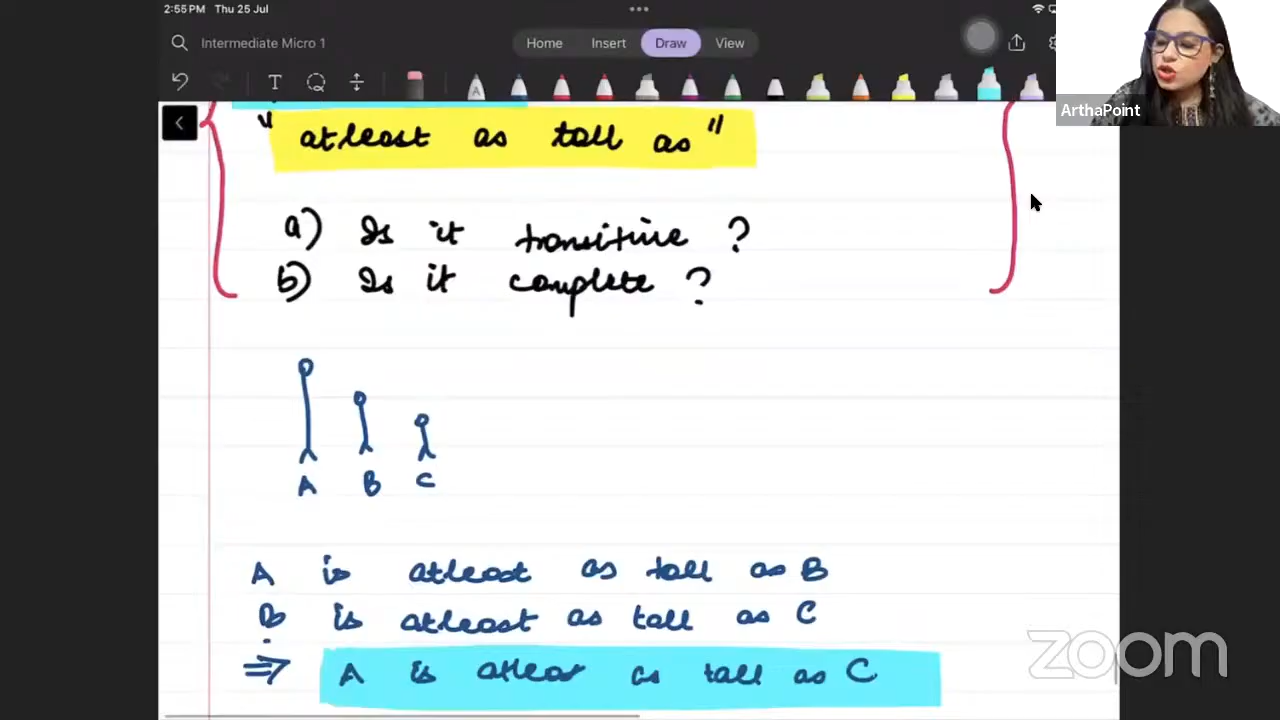 2:55 PM Thu 25 Jul
Intermediate Micro 1
Home Insert Draw View
T
A
ArthaPoint
" atleast as tall as "
a) Is it transitive ?
b) Is it complete ?
A B C
A is atleast as tall as B
B is atleast as tall as C
⇒ A is atleast as tall as C
zoom